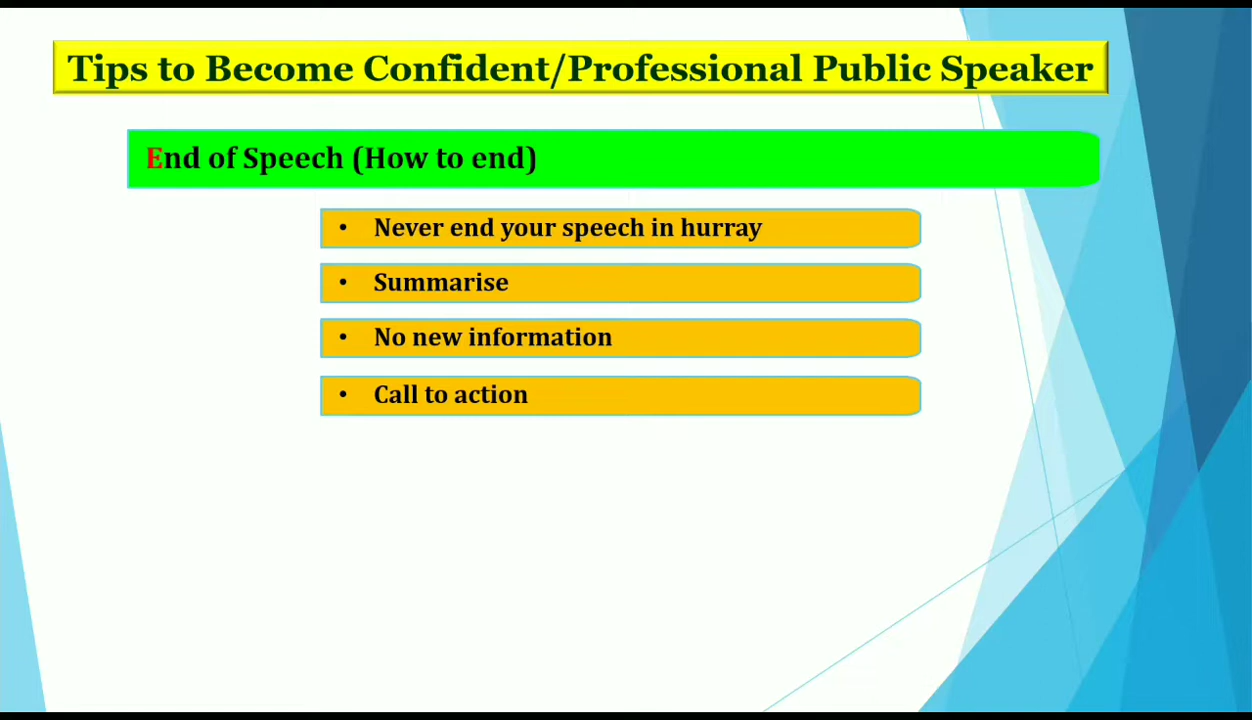 Tips to Become Confident/Professional Public Speaker
End of Speech (How to end)
• Never end your speech in hurray
• Summarise
• No new information
• Call to action